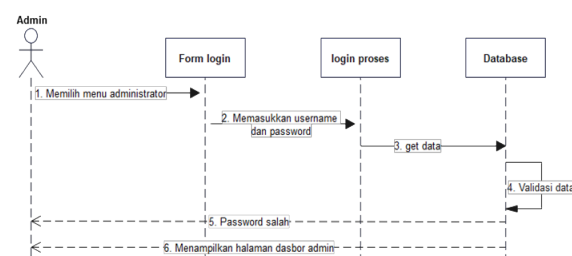 Admin
Form login
login proses
Database
1. Memilih menu administrator
2. Memasukkan username
dan password
3. get data
4. Validasi data
5. Password salah
6. Menampilkan halaman dasbor admin